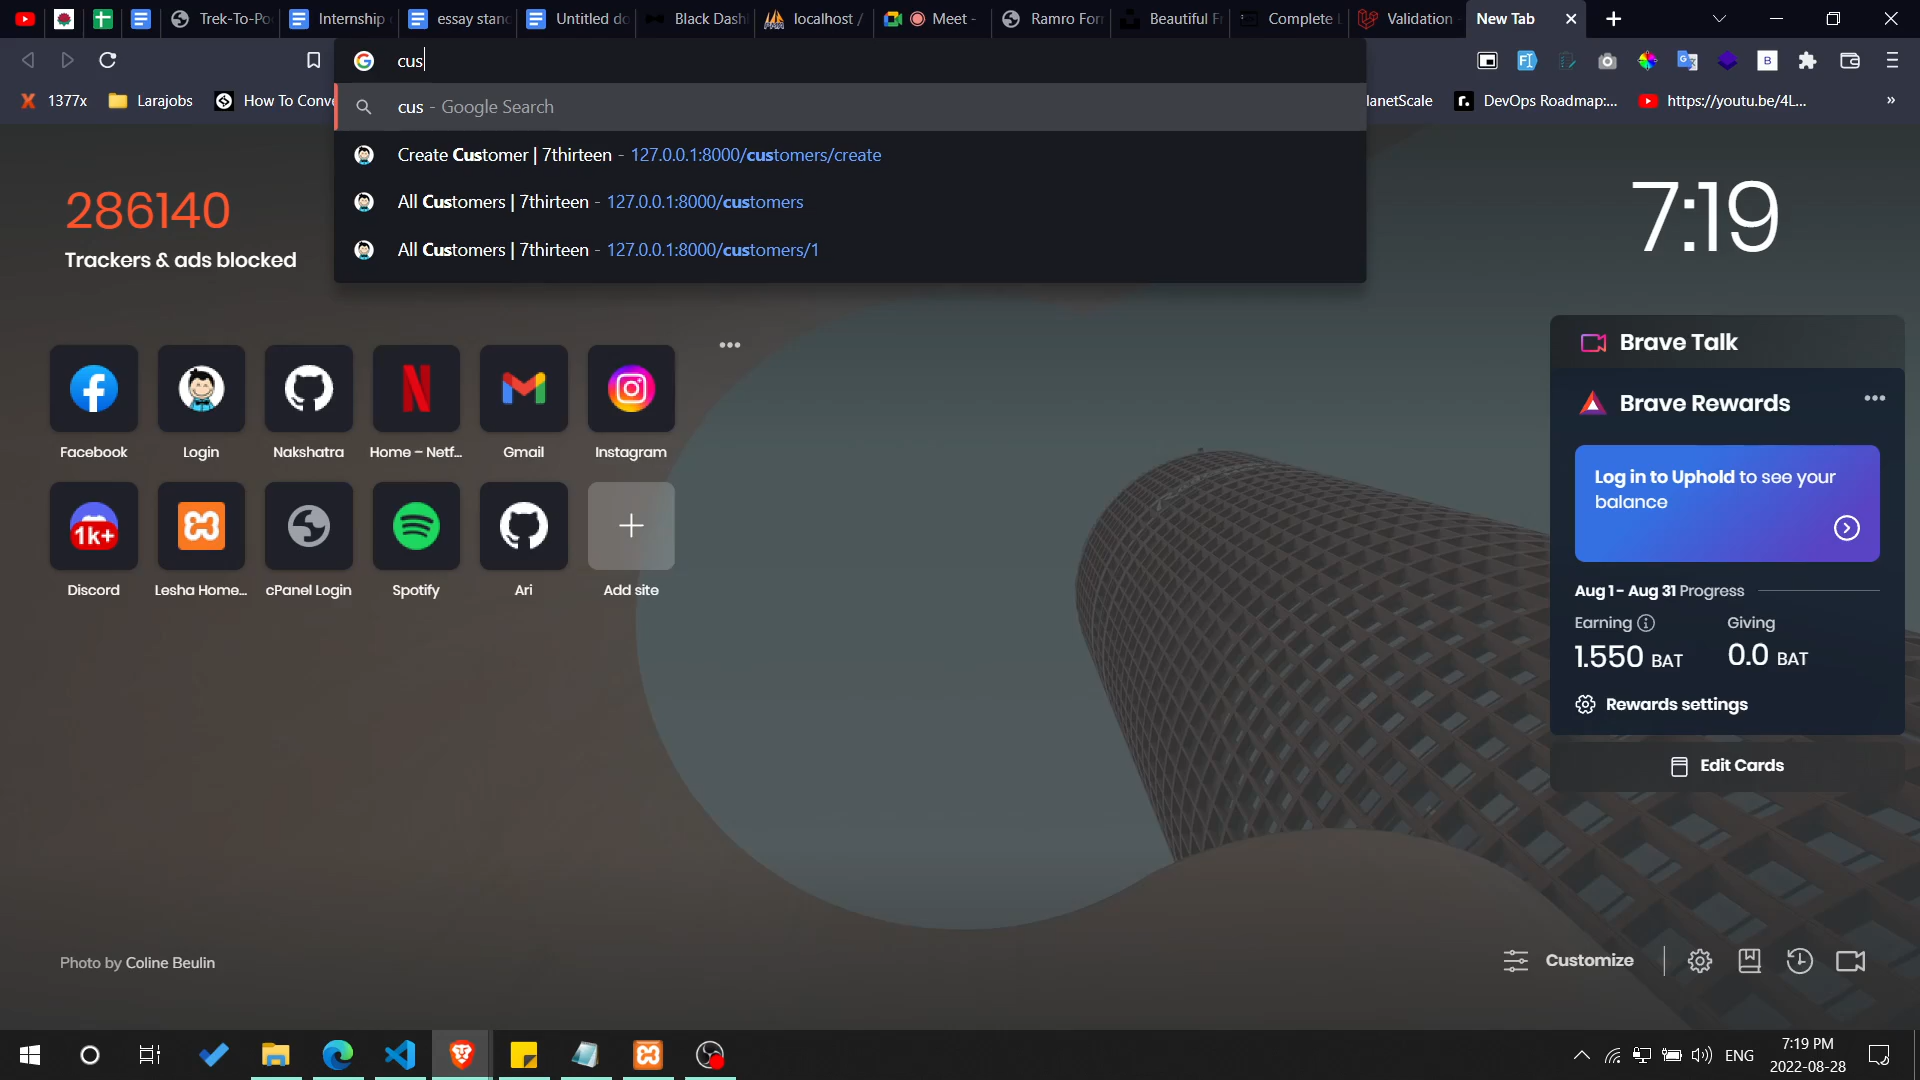 Trek-To-Po
Internship
essay stanc
Untitled do
Black Dash
localhost /
Meet -
Ramro For
Beautiful F
Complete L
Validation
New Tab
cus
1377x
Larajobs
How To Conve
lanetScale
DevOps Roadmap:...
https://youtu.be/4L...
»
cus - Google Search
Create Customer | 7thirteen - 127.0.0.1:8000/customers/create
All Customers | 7thirteen - 127.0.0.1:8000/customers
All Customers | 7thirteen - 127.0.0.1:8000/customers/1
286140
Trackers & ads blocked
7:19
Facebook
Login
Nakshatra
Home – Netf...
Gmail
Instagram
1k+
Discord
Lesha Home...
cPanel Login
Spotify
Ari
Add site
Brave Talk
Brave Rewards
Log in to Uphold to see your
balance
Aug 1 - Aug 31 Progress
Earning
Giving
1.550 BAT
0.0 BAT
Rewards settings
Edit Cards
Photo by Coline Beulin
Customize
ENG
7:19 PM
2022-08-28